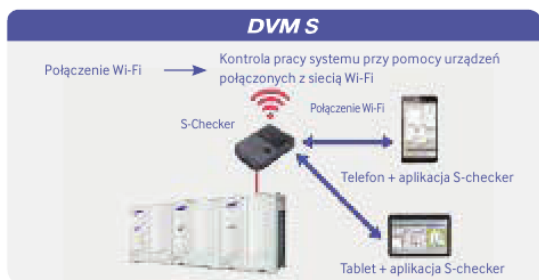 DVM S
Połączenie Wi-Fi
Kontrola pracy systemu przy pomocy urządzeń
połączonych z siecią Wi-Fi
Połączenie Wi-Fi
S-Checker
Telefon + aplikacja S-checker
Tablet + aplikacja S-checker